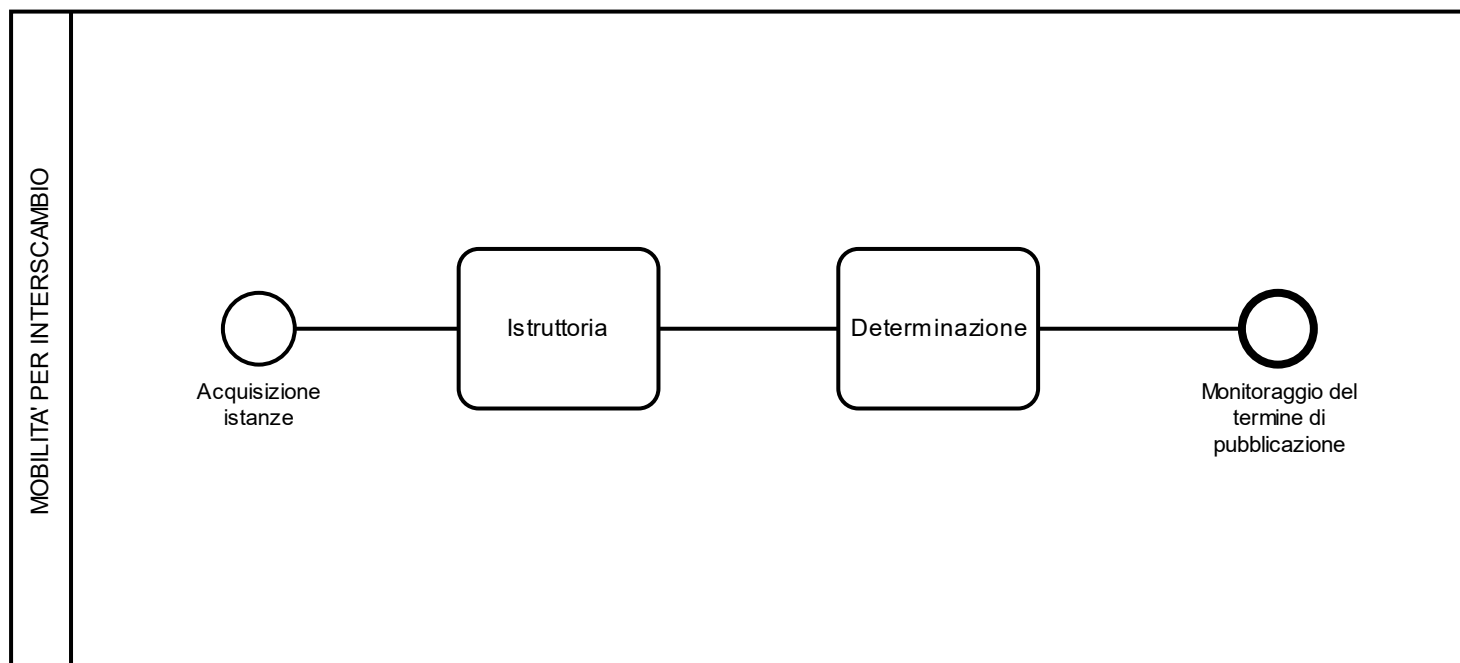 MOBILITA' PER INTERSCAMBIO
Acquisizione
istanze
Istruttoria
Determinazione
Monitoraggio del
termine di
pubblicazione